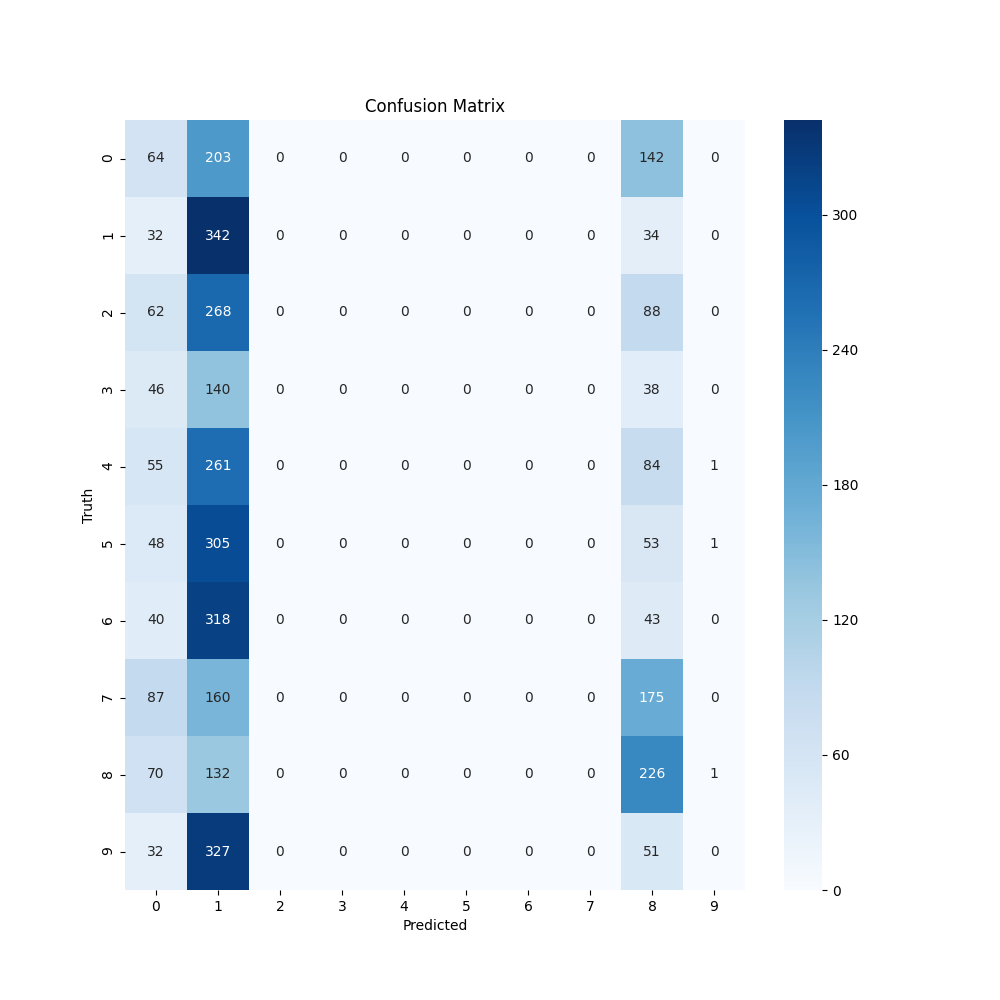 Confusion Matrix
0 64 203 0 0 0 0 0 0 142 0
1 32 342 0 0 0 0 0 0 34 0
2 62 268 0 0 0 0 0 0 88 0
3 46 140 0 0 0 0 0 0 38 0
4 55 261 0 0 0 0 0 0 84 1
5 48 305 0 0 0 0 0 0 53 1
6 40 318 0 0 0 0 0 0 43 0
7 87 160 0 0 0 0 0 0 175 0
8 70 132 0 0 0 0 0 0 226 1
9 32 327 0 0 0 0 0 0 51 0
0 1 2 3 4 5 6 7 8 9
Predicted
Truth
300
240
180
120
60
0